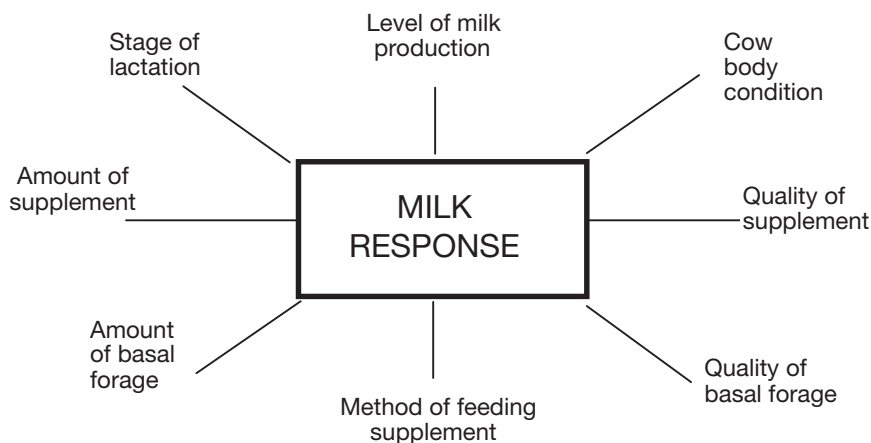 Level of milk
production
Stage of
lactation
Cow
body
condition
Amount of
supplement
MILK
RESPONSE
Quality of
supplement
Amount
of basal
forage
Method of feeding
supplement
Quality of
basal forage